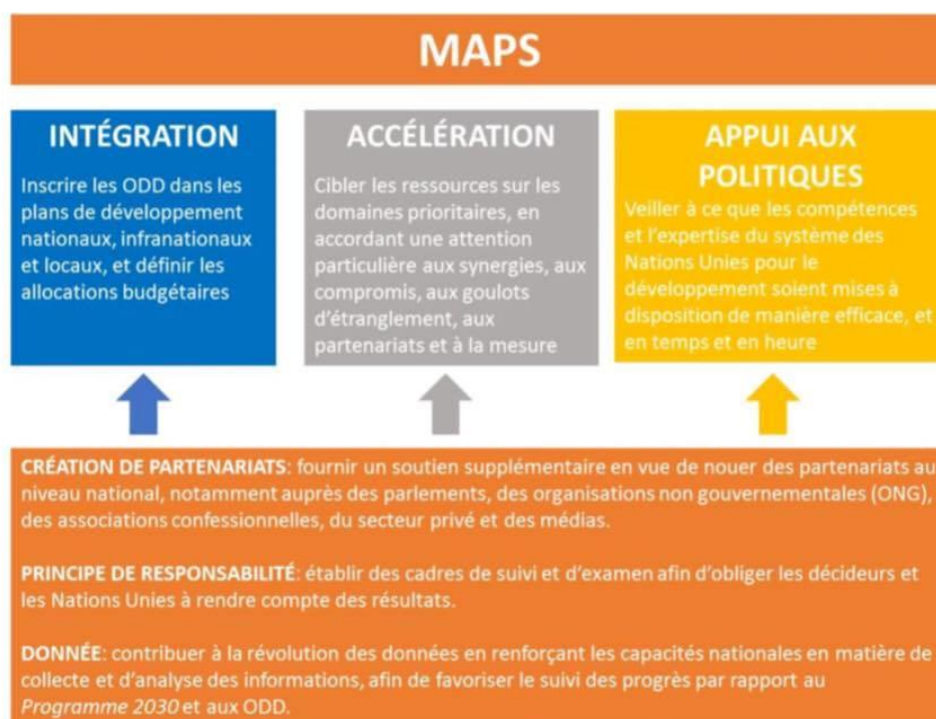 MAPS
INTÉGRATION
Inscrire les ODD dans les
plans de développement
nationaux, infranationaux
et locaux, et définir les
allocations budgétaires
ACCÉLÉRATION
Cibler les ressources sur les
domaines prioritaires, en
accordant une attention
particulière aux synergies, aux
compromis, aux goulots
d'étranglement, aux
partenariats et à la mesure
APPUI AUX
POLITIQUES
Veiller à ce que les compétences
et l'expertise du système des
Nations Unies pour le
développement soient mises à
disposition de manière efficace, et
en temps et en heure
CRÉATION DE PARTENARIATS: fournir un soutien supplémentaire en vue de nouer des partenariats au
niveau national, notamment auprès des parlements, des organisations non gouvernementales (ONG),
des associations confessionnelles, du secteur privé et des médias.
PRINCIPE DE RESPONSABILITÉ: établir des cadres de suivi et d'examen afin d'obliger les décideurs et
les Nations Unies à rendre compte des résultats.
DONNÉE: contribuer à la révolution des données en renforçant les capacités nationales en matière de
collecte et d'analyse des informations, afin de favoriser le suivi des progrès par rapport au
Programme 2030 et aux ODD.